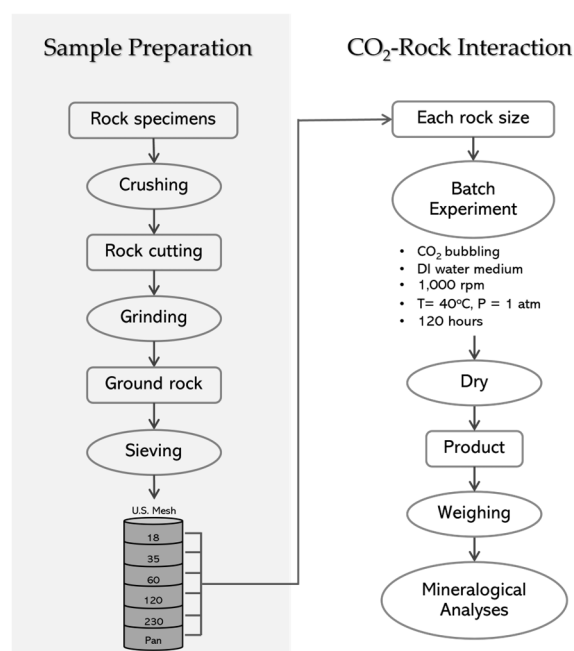 Sample Preparation
Rock specimens
Crushing
Rock cutting
Grinding
Ground rock
Sieving
U.S. Mesh
18
35
60
120
230
Pan
CO₂-Rock Interaction
Each rock size
Batch
Experiment
• CO₂ bubbling
• DI water medium
• 1,000 rpm
• T= 40°C, P = 1 atm
• 120 hours
Dry
Product
Weighing
Mineralogical
Analyses